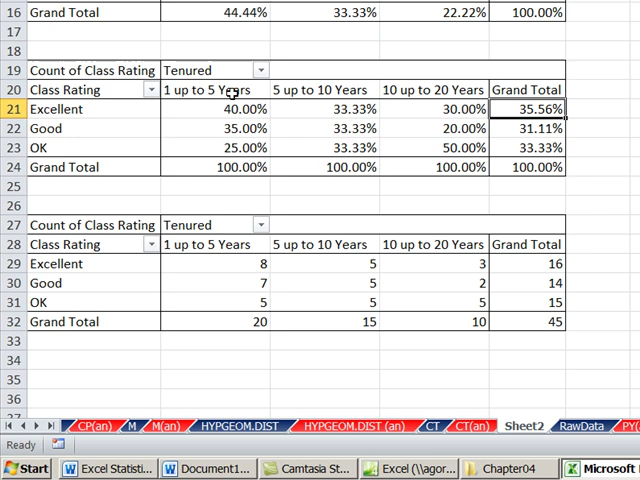 16 Grand Total 44.44% 33.33% 22.22% 100.00%
17
18
19 Count of Class Rating Tenured
20 Class Rating 1 up to 5 Years 5 up to 10 Years 10 up to 20 Years Grand Total
21 Excellent 40.00% 33.33% 30.00% 35.56%
22 Good 35.00% 33.33% 20.00% 31.11%
23 OK 25.00% 33.33% 50.00% 33.33%
24 Grand Total 100.00% 100.00% 100.00% 100.00%
25
26
27 Count of Class Rating Tenured
28 Class Rating 1 up to 5 Years 5 up to 10 Years 10 up to 20 Years Grand Total
29 Excellent 8 5 3 16
30 Good 7 5 2 14
31 OK 5 5 5 15
32 Grand Total 20 15 10 45
33
34
35
36
37
CP(an) M M(an) HYPGEOM.DIST HYPGEOM.DIST (an) CT CT(an) Sheet2 RawData PY(
Ready
Start Excel Statisti... Document1... Camtasia St... Excel (\\agor... Chapter04 Microsof